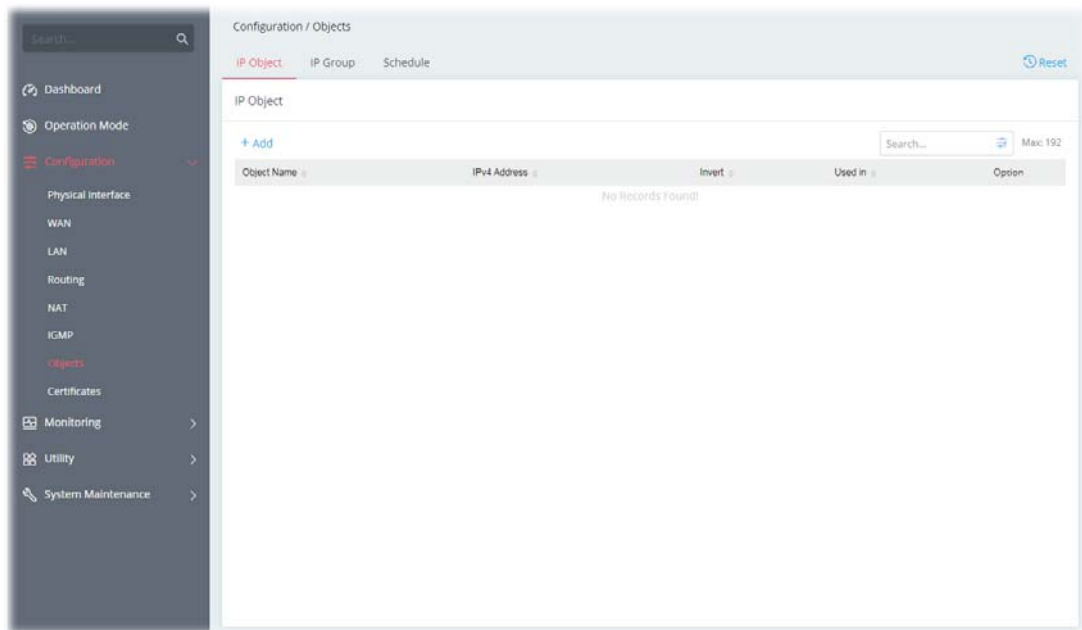 Search...
Dashboard
Operation Mode
Configuration
Physical Interface
WAN
LAN
Routing
NAT
IGMP
Objects
Certificates
Monitoring
Utility
System Maintenance
Configuration / Objects
IP Object IP Group Schedule Reset
IP Object
+ Add Search... Max: 192
Object Name IPv4 Address Invert Used in Option
No Records Found!